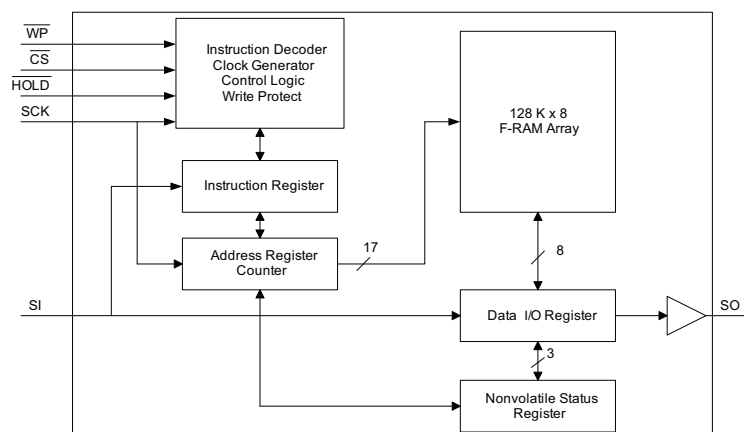 WP
CS
HOLD
SCK
Instruction Decoder
Clock Generator
Control Logic
Write Protect
128 K x 8
F-RAM Array
Instruction Register
Address Register
Counter
17
8
SI
Data I/O Register
SO
3
Nonvolatile Status
Register